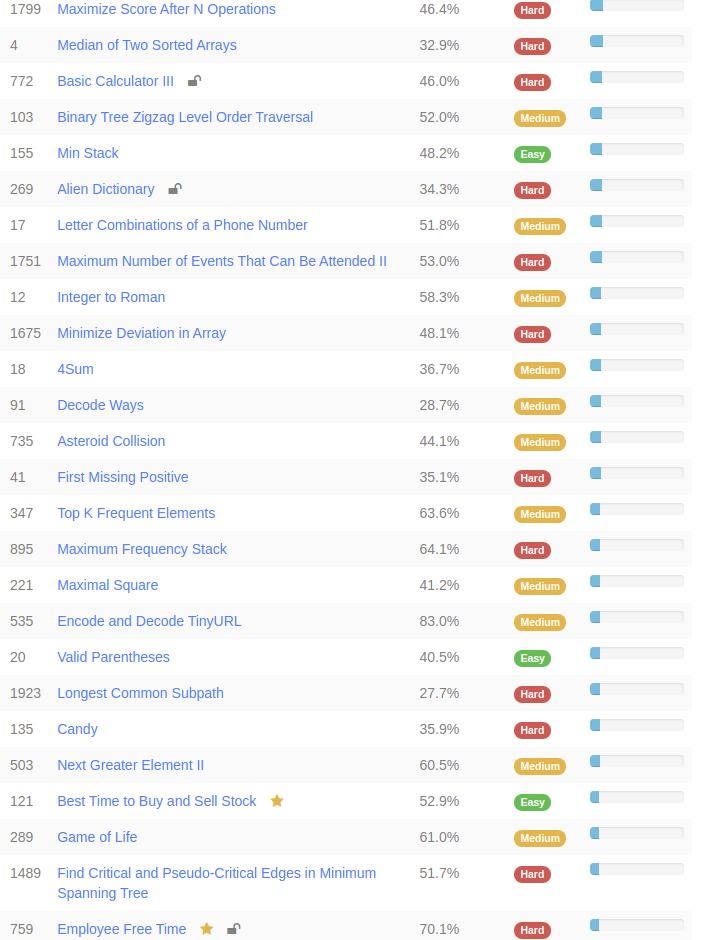 1799 Maximize Score After N Operations 46.4% Hard
4 Median of Two Sorted Arrays 32.9% Hard
772 Basic Calculator III 46.0% Hard
103 Binary Tree Zigzag Level Order Traversal 52.0% Medium
155 Min Stack 48.2% Easy
269 Alien Dictionary 34.3% Hard
17 Letter Combinations of a Phone Number 51.8% Medium
1751 Maximum Number of Events That Can Be Attended II 53.0% Hard
12 Integer to Roman 58.3% Medium
1675 Minimize Deviation in Array 48.1% Hard
18 4Sum 36.7% Medium
91 Decode Ways 28.7% Medium
735 Asteroid Collision 44.1% Medium
41 First Missing Positive 35.1% Hard
347 Top K Frequent Elements 63.6% Medium
895 Maximum Frequency Stack 64.1% Hard
221 Maximal Square 41.2% Medium
535 Encode and Decode TinyURL 83.0% Medium
20 Valid Parentheses 40.5% Easy
1923 Longest Common Subpath 27.7% Hard
135 Candy 35.9% Hard
503 Next Greater Element II 60.5% Medium
121 Best Time to Buy and Sell Stock 52.9% Easy
289 Game of Life 61.0% Medium
1489 Find Critical and Pseudo-Critical Edges in Minimum 51.7% Hard
Spanning Tree
759 Employee Free Time 70.1% Hard